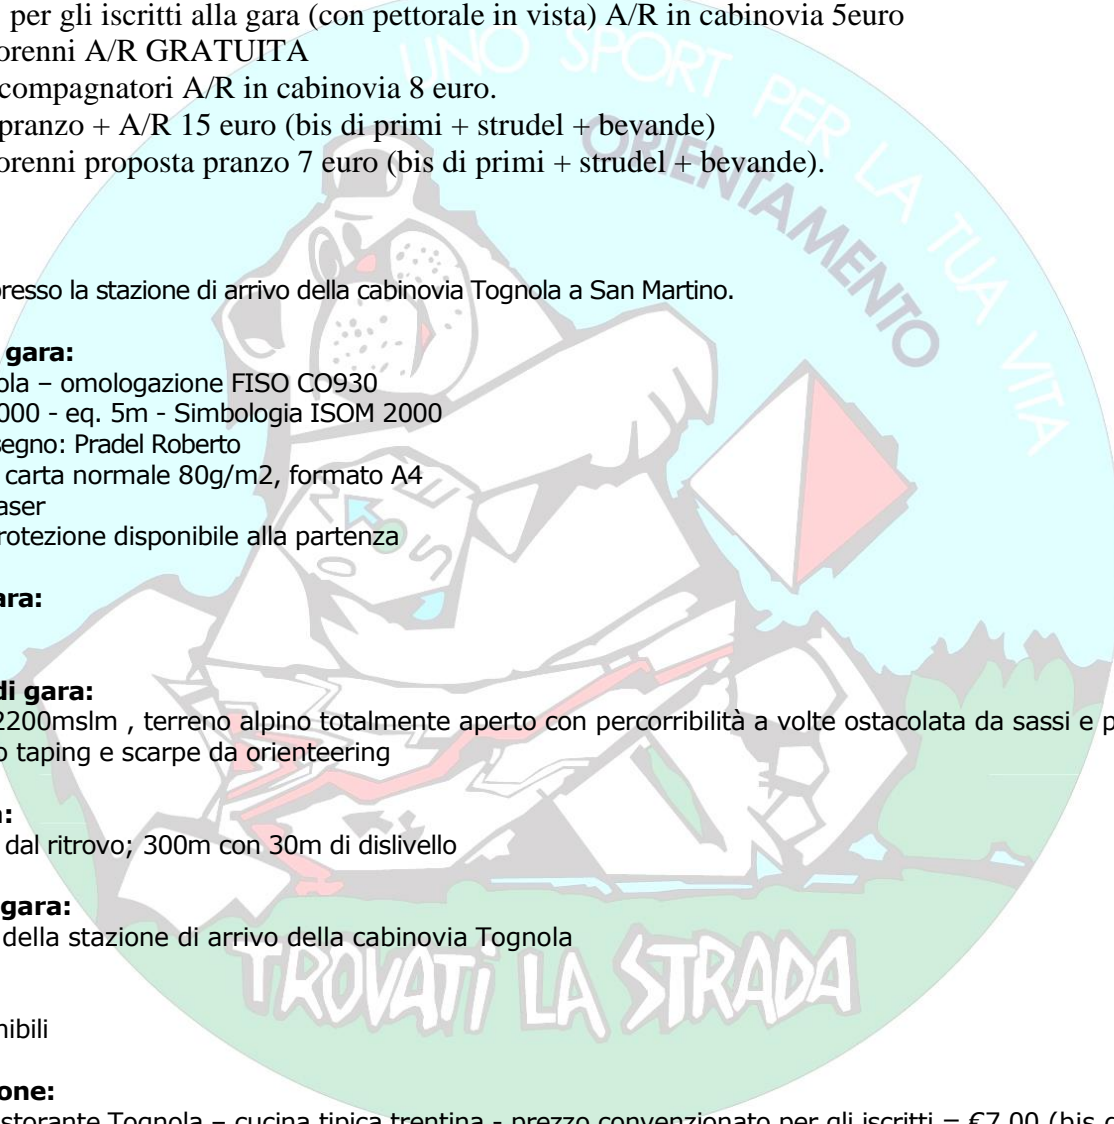 per gli iscritti alla gara (con pettorale in vista) A/R in cabinovia 5euro
orenni A/R GRATUITA
compagnatori A/R in cabinovia 8 euro.
pranzo + A/R 15 euro (bis di primi + strudel + bevande)
orenni proposta pranzo 7 euro (bis di primi + strudel + bevande).
UNO SPORT PER LA TUA VITA
ORIENTAMENTO
presso la stazione di arrivo della cabinovia Tognola a San Martino.
gara:
ola – omologazione FISO CO930
000 - eq. 5m - Simbologia ISOM 2000
segno: Pradel Roberto
carta normale 80g/m2, formato A4
aser
rotezione disponibile alla partenza
N E S O
ara:
di gara:
2200mslm , terreno alpino totalmente aperto con percorribilità a volte ostacolata da sassi e p
o taping e scarpe da orienteering
a:
dal ritrovo; 300m con 30m di dislivello
gara:
della stazione di arrivo della cabinovia Tognola
TROVATI LA STRADA
nibili
one:
storante Tognola – cucina tipica trentina - prezzo convenzionato per gli iscritti = €7,00 (bis d